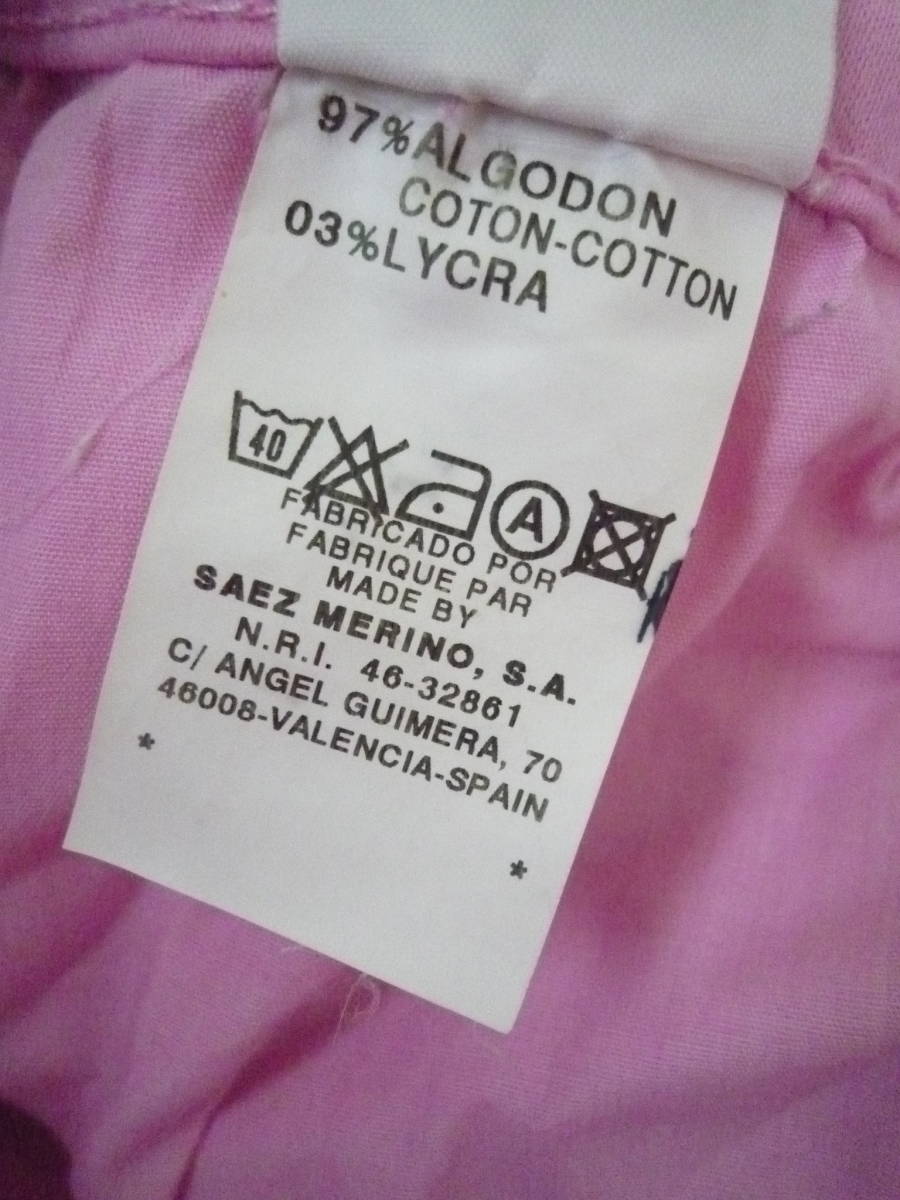 97%ALGODON
COTON-COTTON
03%LYCRA
40
A
FABRICADO POR
FABRIQUE PAR
MADE BY
SAEZ MERINO, S.A.
N.R.I. 46-32861
C/ ANGEL GUIMERA, 70
46008-VALENCIA-SPAIN
* *